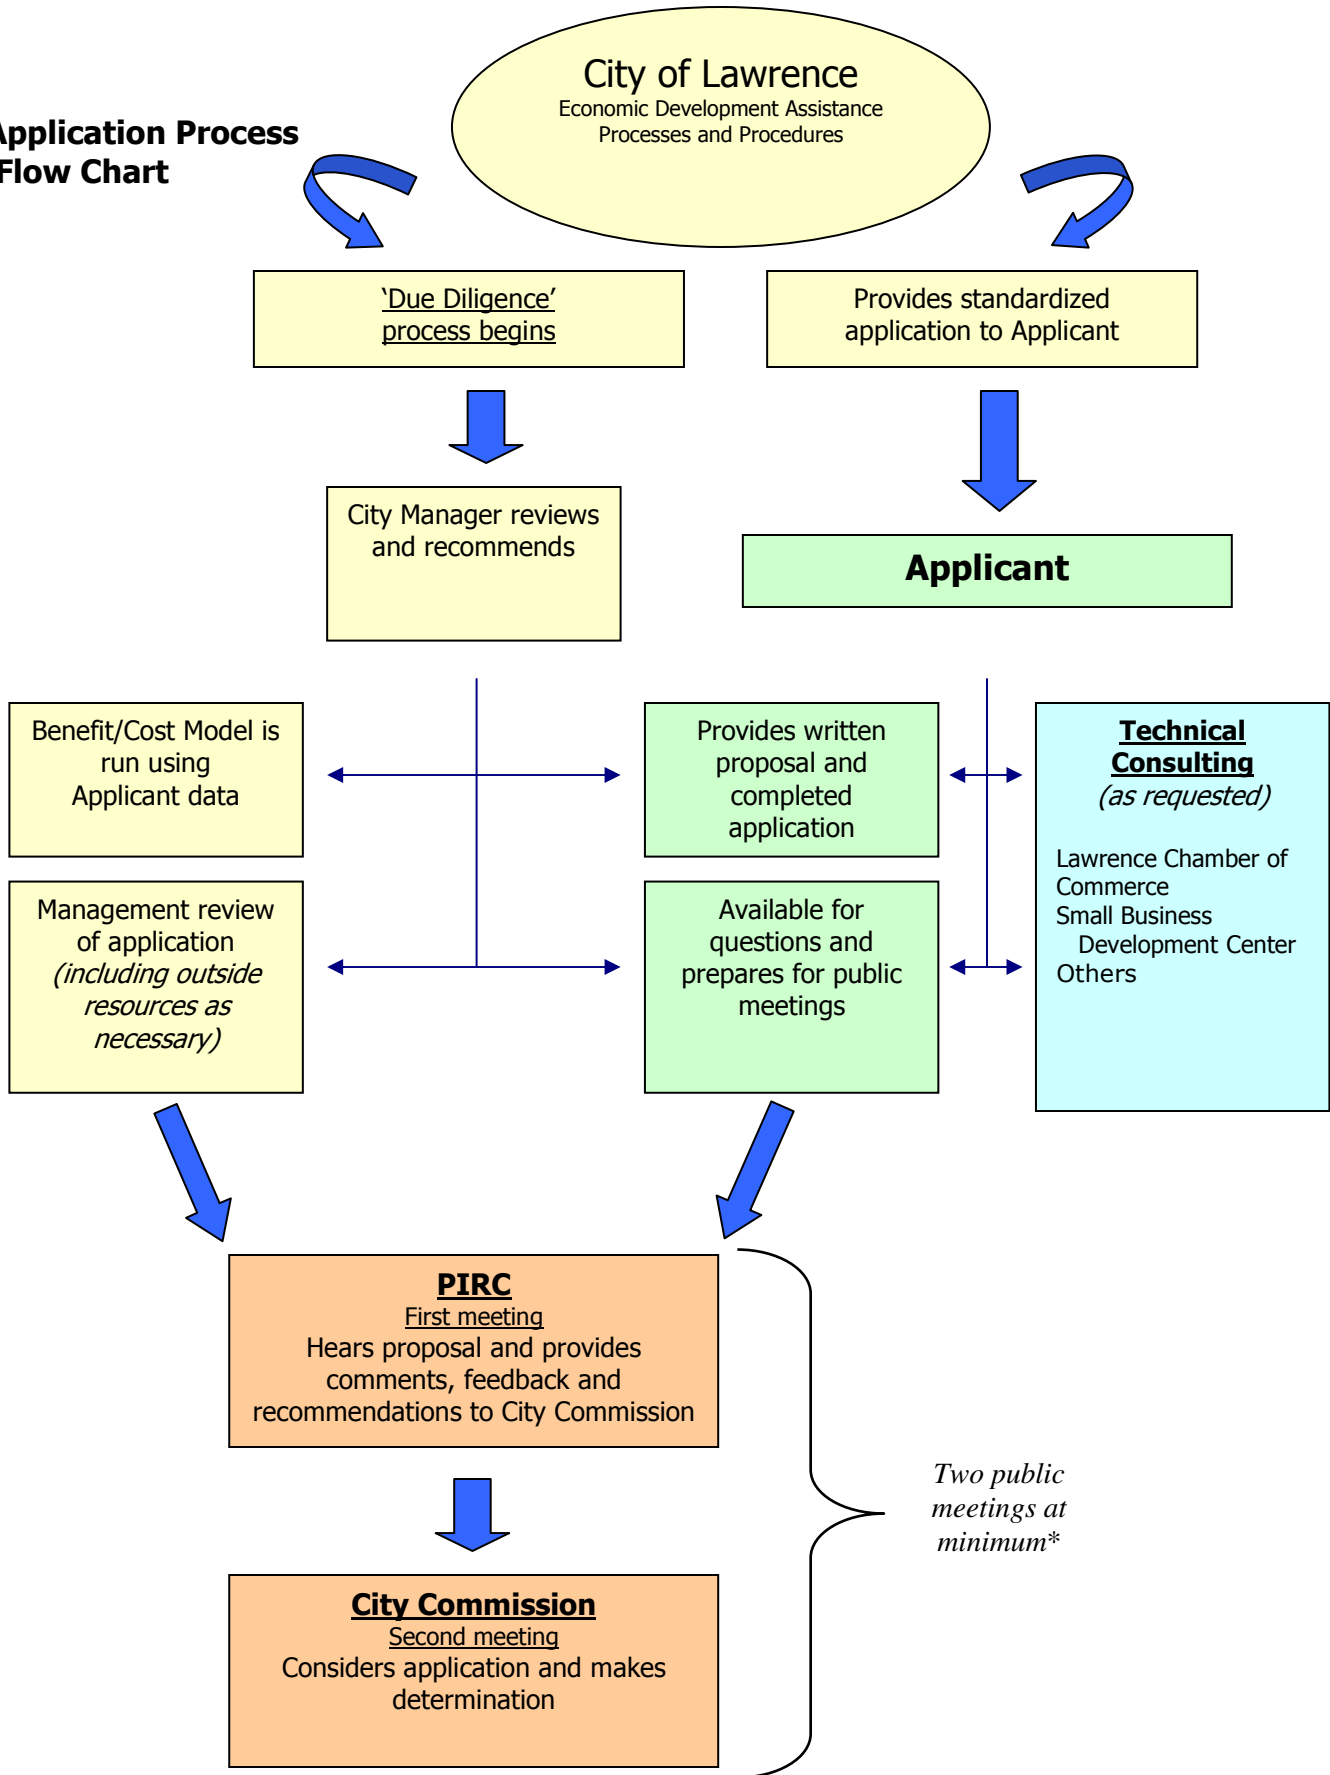 City of Lawrence
Economic Development Assistance
Processes and Procedures
Application Process
Flow Chart
‘Due Diligence’
process begins
Provides standardized
application to Applicant
City Manager reviews
and recommends
Applicant
Benefit/Cost Model is
run using
Applicant data
Provides written
proposal and
completed
application
Technical
Consulting
(as requested)
Lawrence Chamber of
Commerce
Small Business
Development Center
Others
Management review
of application
(including outside
resources as
necessary)
Available for
questions and
prepares for public
meetings
PIRC
First meeting
Hears proposal and provides
comments, feedback and
recommendations to City Commission
Two public
meetings at
minimum*
City Commission
Second meeting
Considers application and makes
determination